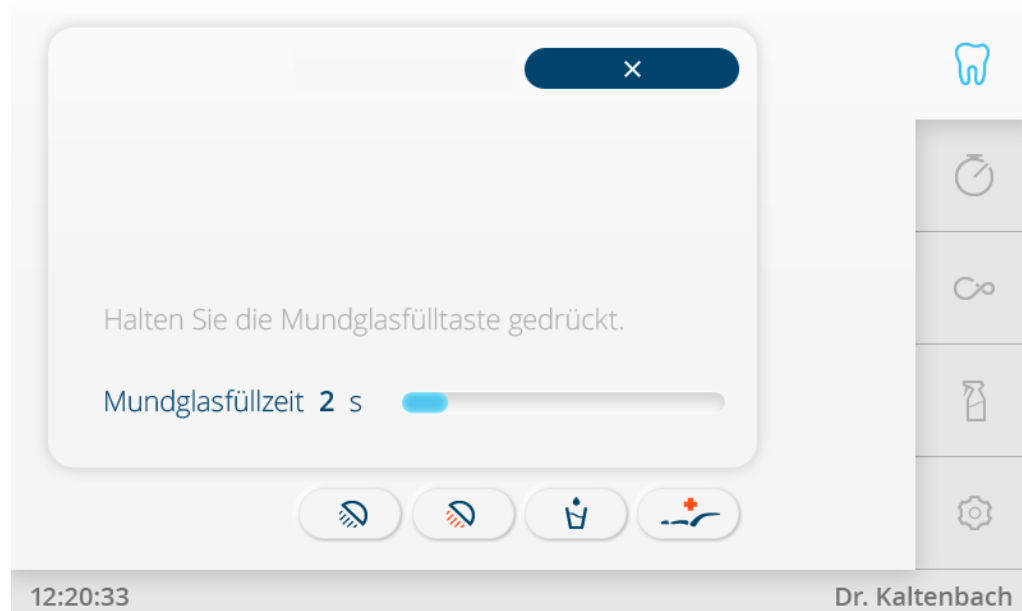 Halten Sie die Mundglasfülltaste gedrückt.
Mundglasfüllzeit 2 s
12:20:33
Dr. Kaltenbach